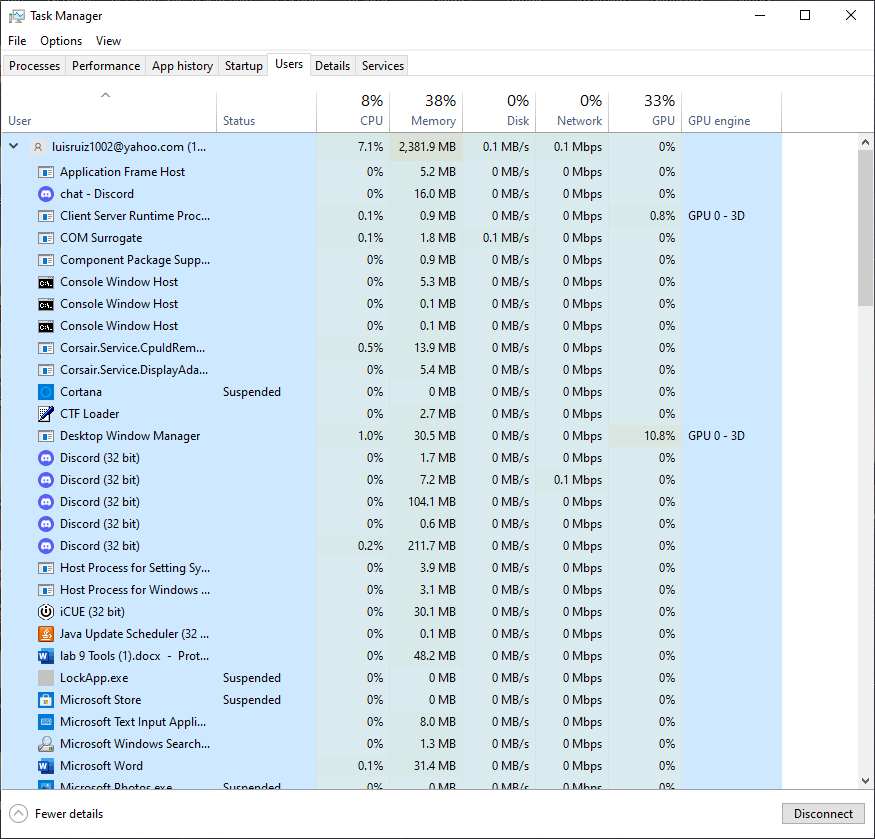 Task Manager
File Options View
Processes Performance App history Startup Users Details Services
8% 38% 0% 0% 33%
User Status CPU Memory Disk Network GPU GPU engine
luisruiz1002@yahoo.com (1... 7.1% 2,381.9 MB 0.1 MB/s 0.1 Mbps 0%
Application Frame Host 0% 5.2 MB 0 MB/s 0 Mbps 0%
chat - Discord 0% 16.0 MB 0 MB/s 0 Mbps 0%
Client Server Runtime Proc... 0.1% 0.9 MB 0 MB/s 0 Mbps 0.8% GPU 0 - 3D
COM Surrogate 0.1% 1.8 MB 0.1 MB/s 0 Mbps 0%
Component Package Supp... 0% 0.9 MB 0 MB/s 0 Mbps 0%
Console Window Host 0% 5.3 MB 0 MB/s 0 Mbps 0%
Console Window Host 0% 0.1 MB 0 MB/s 0 Mbps 0%
Console Window Host 0% 0.1 MB 0 MB/s 0 Mbps 0%
Corsair.Service.CpuIdRem... 0.5% 13.9 MB 0 MB/s 0 Mbps 0%
Corsair.Service.DisplayAda... 0% 5.4 MB 0 MB/s 0 Mbps 0%
Cortana Suspended 0% 0 MB 0 MB/s 0 Mbps 0%
CTF Loader 0% 2.7 MB 0 MB/s 0 Mbps 0%
Desktop Window Manager 1.0% 30.5 MB 0 MB/s 0 Mbps 10.8% GPU 0 - 3D
Discord (32 bit) 0% 1.7 MB 0 MB/s 0 Mbps 0%
Discord (32 bit) 0% 7.2 MB 0 MB/s 0.1 Mbps 0%
Discord (32 bit) 0% 104.1 MB 0 MB/s 0 Mbps 0%
Discord (32 bit) 0% 0.6 MB 0 MB/s 0 Mbps 0%
Discord (32 bit) 0.2% 211.7 MB 0 MB/s 0 Mbps 0%
Host Process for Setting Sy... 0% 3.9 MB 0 MB/s 0 Mbps 0%
Host Process for Windows ... 0% 3.1 MB 0 MB/s 0 Mbps 0%
iCUE (32 bit) 0% 30.1 MB 0 MB/s 0 Mbps 0%
Java Update Scheduler (32 ... 0% 0.1 MB 0 MB/s 0 Mbps 0%
lab 9 Tools (1).docx - Prot... 0% 48.2 MB 0 MB/s 0 Mbps 0%
LockApp.exe Suspended 0% 0 MB 0 MB/s 0 Mbps 0%
Microsoft Store Suspended 0% 0 MB 0 MB/s 0 Mbps 0%
Microsoft Text Input Appli... 0% 8.0 MB 0 MB/s 0 Mbps 0%
Microsoft Windows Search... 0% 1.3 MB 0 MB/s 0 Mbps 0%
Microsoft Word 0.1% 31.4 MB 0 MB/s 0 Mbps 0%
Microsoft Photos.exe Suspended 0% 0 MB 0 MB/s 0 Mbps 0%
Fewer details Disconnect